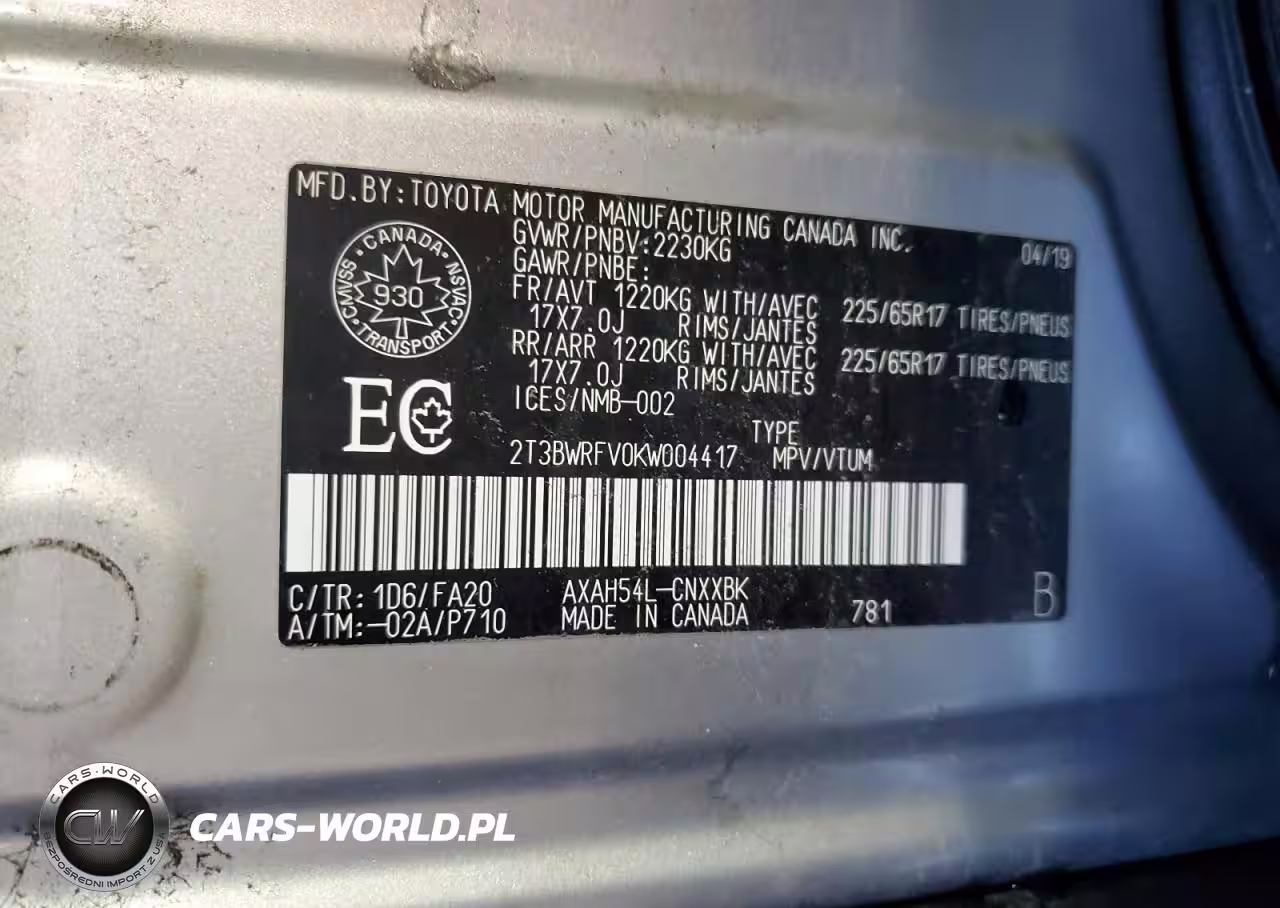 MFD.BY:TOYOTA MOTOR MANUFACTURING CANADA INC. 04/19
GVWR/PNBV:2230KG
GAWR/PNBE:
FR/AVT 1220KG WITH/AVEC 225/65R17 TIRES/PNEUS
17X7.0J RIMS/JANTES
RR/ARR 1220KG WITH/AVEC 225/65R17 TIRES/PNEUS
17X7.0J RIMS/JANTES
ICES/NMB-002
CANADA
CMVSS 930 NSVAC
TRANSPORT
EC
TYPE
2T3BWRFV0KW004417 MPV/VTUM
C/TR: 1D6/FA20 AXAH54L-CNXXBK B
A/TM:-02A/P710 MADE IN CANADA 781
CARS-WORLD
CW
BEZPOŚREDNI IMPORT Z USA
CARS-WORLD.PL